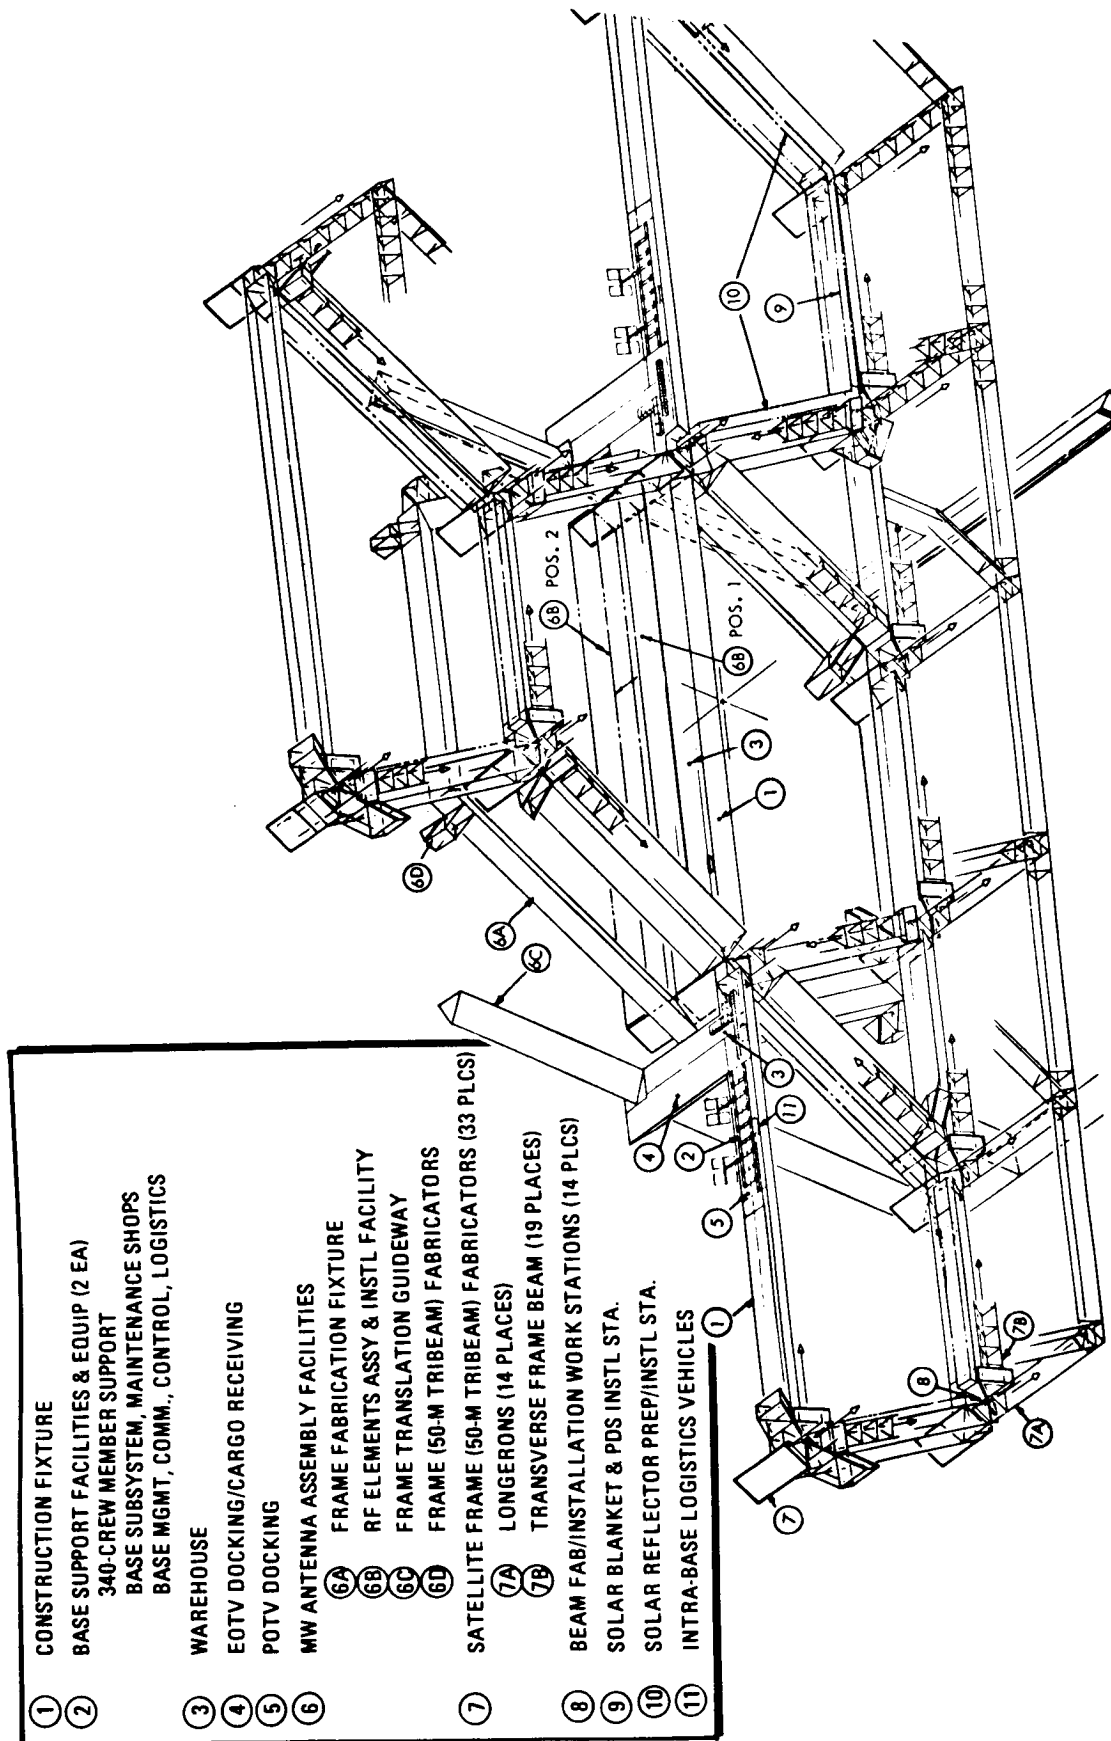 1 CONSTRUCTION FIXTURE
2 BASE SUPPORT FACILITIES & EQUIP (2 EA)
340-CREW MEMBER SUPPORT
BASE SUBSYSTEM, MAINTENANCE SHOPS
BASE MGMT, COMM., CONTROL, LOGISTICS
3 WAREHOUSE
4 EOTV DOCKING/CARGO RECEIVING
5 POTV DOCKING
6 MW ANTENNA ASSEMBLY FACILITIES
6A FRAME FABRICATION FIXTURE
6B RF ELEMENTS ASSY & INSTL FACILITY
6C FRAME TRANSLATION GUIDEWAY
6D FRAME (50-M TRIBEAM) FABRICATORS
7 SATELLITE FRAME (50-M TRIBEAM) FABRICATORS (33 PLCS)
7A LONGERONS (14 PLACES)
7B TRANSVERSE FRAME BEAM (19 PLACES)
8 BEAM FAB/INSTALLATION WORK STATIONS (14 PLCS)
9 SOLAR BLANKET & PDS INSTL STA.
10 SOLAR REFLECTOR PREP/INSTL STA.
11 INTRA-BASE LOGISTICS VEHICLES
6D
6A
6C
6B POS. 2
6B POS. 1
10
9
3
1
4
2
3
11
5
1
7
8
7B
7A